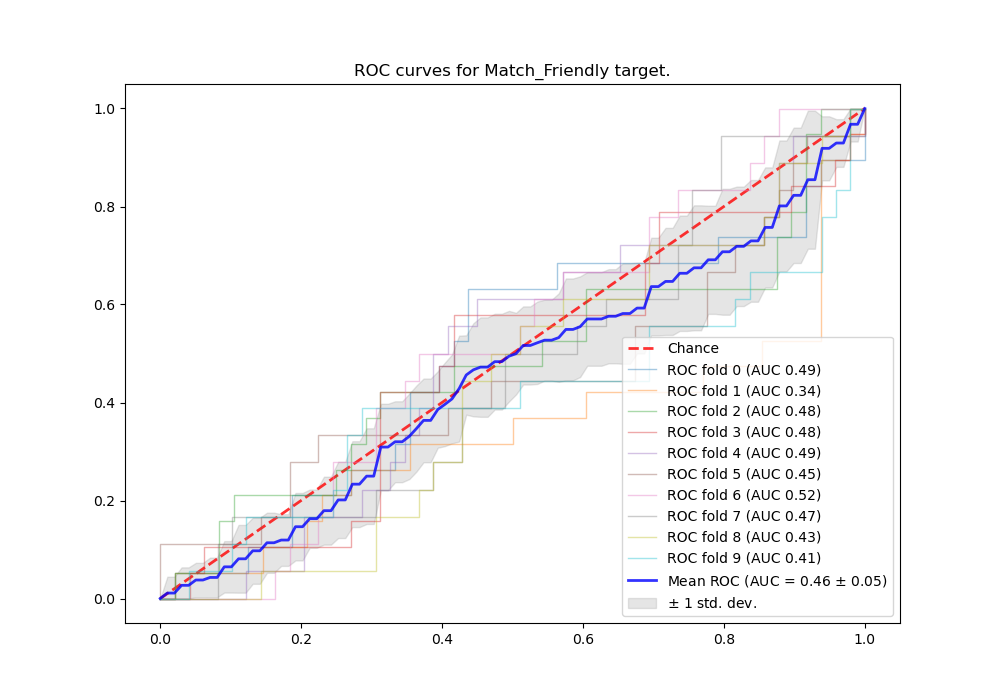 ROC curves for Match_Friendly target.
1.0
0.8
0.6
0.4
0.2
0.0
0.0 0.2 0.4 0.6 0.8 1.0
Chance
ROC fold 0 (AUC 0.49)
ROC fold 1 (AUC 0.34)
ROC fold 2 (AUC 0.48)
ROC fold 3 (AUC 0.48)
ROC fold 4 (AUC 0.49)
ROC fold 5 (AUC 0.45)
ROC fold 6 (AUC 0.52)
ROC fold 7 (AUC 0.47)
ROC fold 8 (AUC 0.43)
ROC fold 9 (AUC 0.41)
Mean ROC (AUC = 0.46 ± 0.05)
± 1 std. dev.